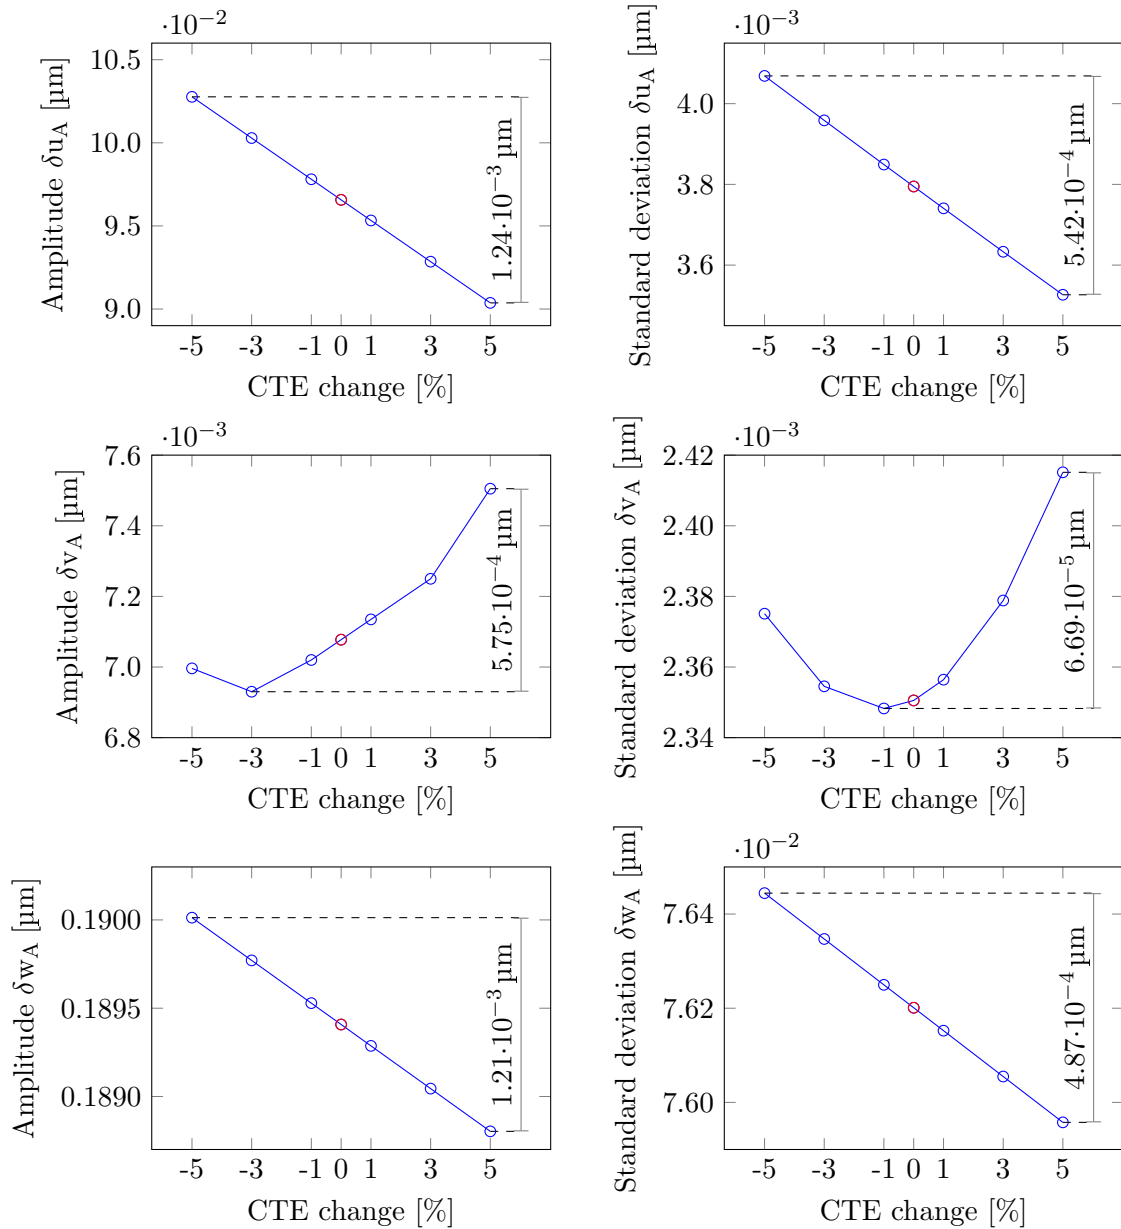 ·10⁻²
Amplitude δu_A [µm]
10.5
10.0
9.5
9.0
1.24·10⁻³ µm
-5 -3 -1 0 1 3 5
CTE change [%]
·10⁻³
Standard deviation δu_A [µm]
4.0
3.8
3.6
5.42·10⁻⁴ µm
-5 -3 -1 0 1 3 5
CTE change [%]
·10⁻³
Amplitude δv_A [µm]
7.6
7.4
7.2
7.0
6.8
5.75·10⁻⁴ µm
-5 -3 -1 0 1 3 5
CTE change [%]
·10⁻³
Standard deviation δv_A [µm]
2.42
2.40
2.38
2.36
2.34
6.69·10⁻⁵ µm
-5 -3 -1 0 1 3 5
CTE change [%]
Amplitude δw_A [µm]
0.1900
0.1895
0.1890
1.21·10⁻³ µm
-5 -3 -1 0 1 3 5
CTE change [%]
·10⁻²
Standard deviation δw_A [µm]
7.64
7.62
7.60
4.87·10⁻⁴ µm
-5 -3 -1 0 1 3 5
CTE change [%]